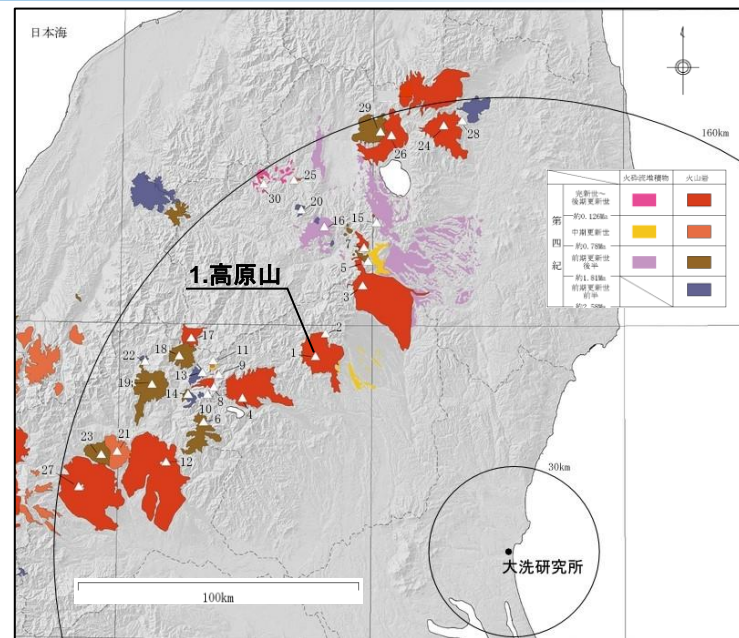 日本海
160km
29
24
28
26
25
30
20
15
16
7
5
3
1.高原山
2
1
17
18
11
22
13
9
19
14
8
10
4
6
23
21
12
27
火砕流堆積物
火山岩
第四紀
完新世～
後期更新世
約0.126Ma
中期更新世
約0.78Ma
前期更新世
後半
約1.81Ma
前期更新世
前半
約2.58Ma
30km
大洗研究所
100km